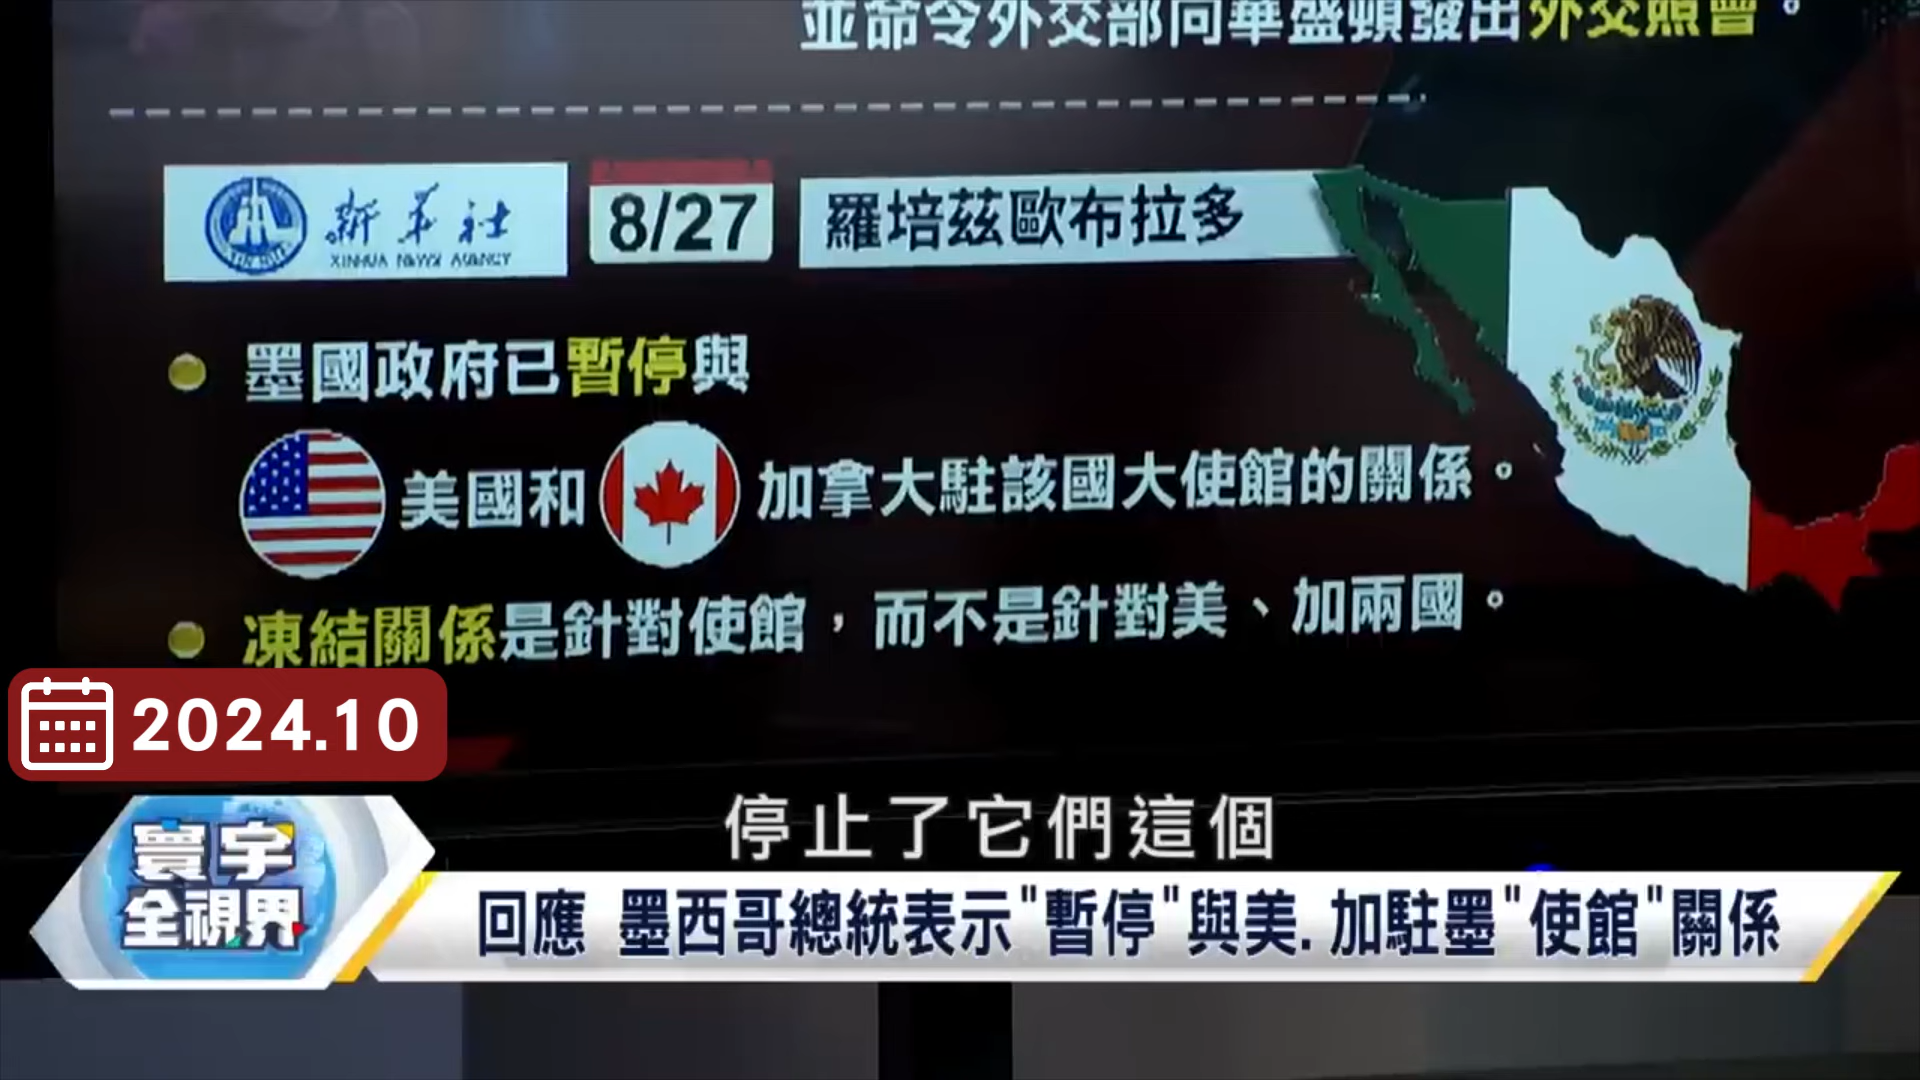 並命令外交部向華盛頓發出外交照會。
新華社
XINHUA NEWS AGENCY
8/27
羅培茲歐布拉多
墨國政府已暫停與
美國和 加拿大駐該國大使館的關係。
凍結關係是針對使館，而不是針對美、加兩國。
2024.10
停止了它們這個
寰宇
全視界
回應 墨西哥總統表示"暫停"與美.加駐墨"使館"關係